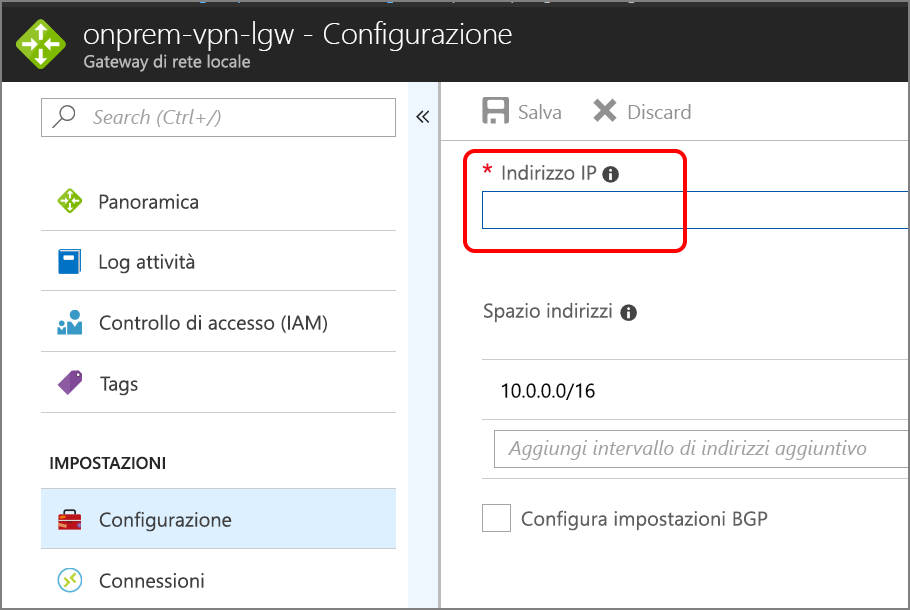 onprem-vpn-lgw - Configurazione
Gateway di rete locale
Search (Ctrl+/)
«
Salva
Discard
Panoramica
Log attività
Controllo di accesso (IAM)
Tags
IMPOSTAZIONI
Configurazione
Connessioni
* Indirizzo IP
Spazio indirizzi
10.0.0.0/16
Aggiungi intervallo di indirizzi aggiuntivo
Configura impostazioni BGP